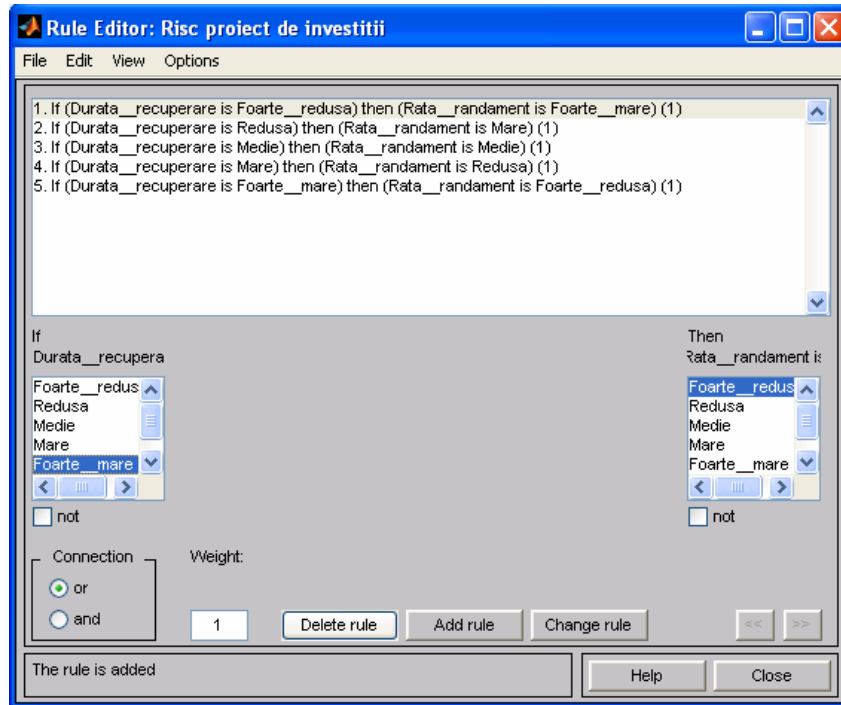 Rule Editor: Risc proiect de investitii
File Edit View Options
1. If (Durata__recuperare is Foarte__redusa) then (Rata__randament is Foarte__mare) (1)
2. If (Durata__recuperare is Redusa) then (Rata__randament is Mare) (1)
3. If (Durata__recuperare is Medie) then (Rata__randament is Medie) (1)
4. If (Durata__recuperare is Mare) then (Rata__randament is Redusa) (1)
5. If (Durata__recuperare is Foarte__mare) then (Rata__randament is Foarte__redusa) (1)
If
Durata__recupera
Foarte__redus
Redusa
Medie
Mare
Foarte__mare
not
Then
Rata__randament is
Foarte__redus
Redusa
Medie
Mare
Foarte__mare
not
Connection
or
and
Weight:
1
Delete rule
Add rule
Change rule
<<
>>
The rule is added
Help
Close